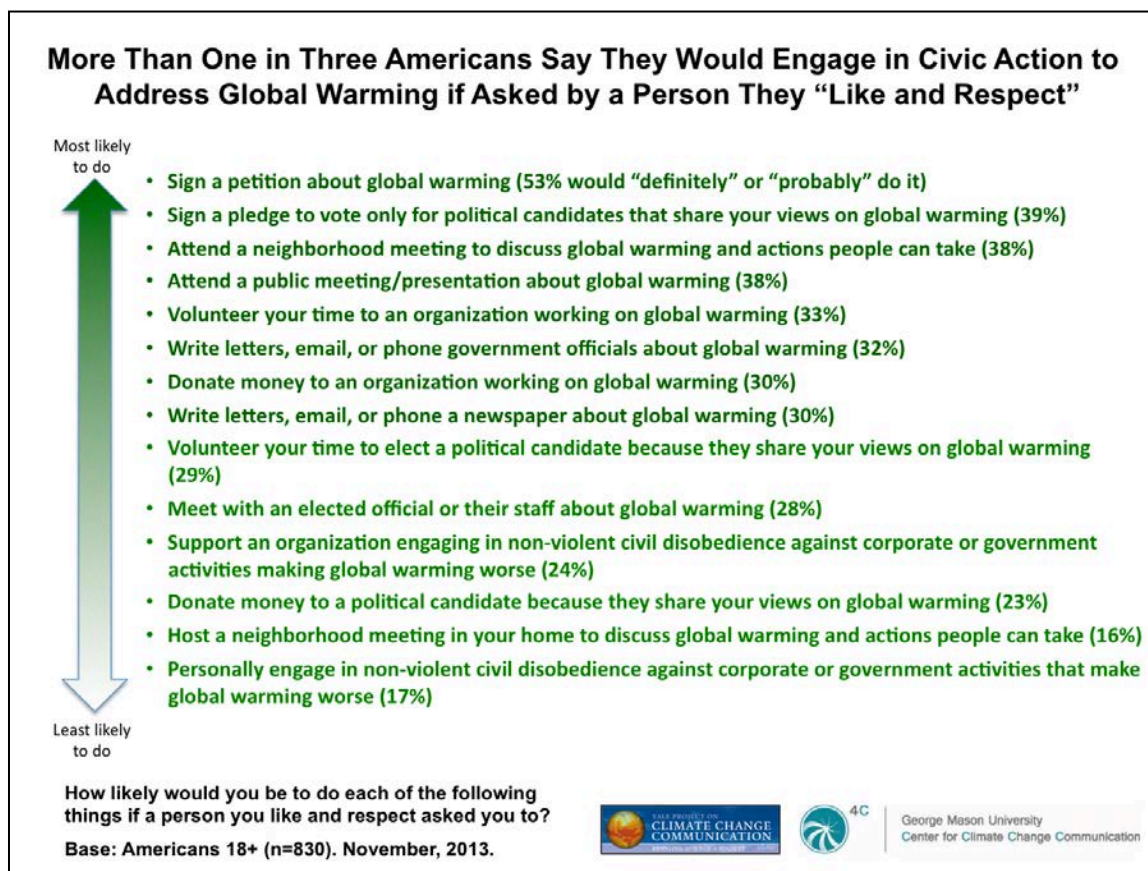 More Than One in Three Americans Say They Would Engage in Civic Action to
Address Global Warming if Asked by a Person They “Like and Respect”
Most likely
to do
• Sign a petition about global warming (53% would “definitely” or “probably” do it)
• Sign a pledge to vote only for political candidates that share your views on global warming (39%)
• Attend a neighborhood meeting to discuss global warming and actions people can take (38%)
• Attend a public meeting/presentation about global warming (38%)
• Volunteer your time to an organization working on global warming (33%)
• Write letters, email, or phone government officials about global warming (32%)
• Donate money to an organization working on global warming (30%)
• Write letters, email, or phone a newspaper about global warming (30%)
• Volunteer your time to elect a political candidate because they share your views on global warming
(29%)
• Meet with an elected official or their staff about global warming (28%)
• Support an organization engaging in non-violent civil disobedience against corporate or government
activities making global warming worse (24%)
• Donate money to a political candidate because they share your views on global warming (23%)
• Host a neighborhood meeting in your home to discuss global warming and actions people can take (16%)
• Personally engage in non-violent civil disobedience against corporate or government activities that make
global warming worse (17%)
Least likely
to do
How likely would you be to do each of the following
things if a person you like and respect asked you to?
Base: Americans 18+ (n=830). November, 2013.
YALE PROJECT ON
CLIMATE CHANGE
COMMUNICATION
4C
George Mason University
Center for Climate Change Communication